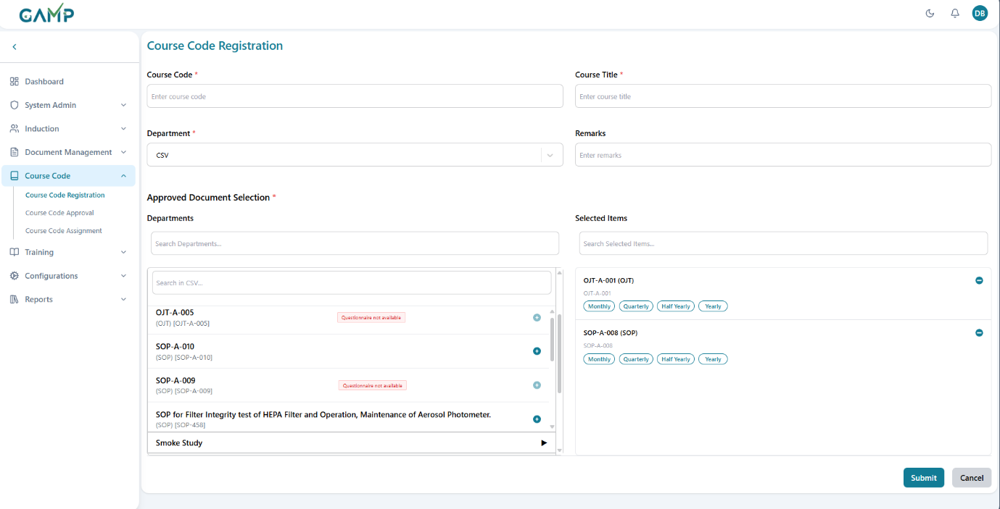 GAMP
DB
Course Code Registration
Dashboard
System Admin
Induction
Document Management
Course Code
Course Code Registration
Course Code Approval
Course Code Assignment
Training
Configurations
Reports
Course Code *
Enter course code
Course Title *
Enter course title
Department *
CSV
Remarks
Enter remarks
Approved Document Selection *
Departments
Search Departments...
Search in CSV...
OJT-A-005
Questionnaire not available
(OJT) [OJT-A-005]
SOP-A-010
(SOP) [SOP-A-010]
SOP-A-009
Questionnaire not available
(SOP) [SOP-A-009]
SOP for Filter Integrity test of HEPA Filter and Operation, Maintenance of Aerosol Photometer.
(SOP) [SOP-458]
Smoke Study
Selected Items
Search Selected Items...
OJT-A-001 (OJT)
OJT-A-001
Monthly Quarterly Half Yearly Yearly
SOP-A-008 (SOP)
SOP-A-008
Monthly Quarterly Half Yearly Yearly
Submit Cancel